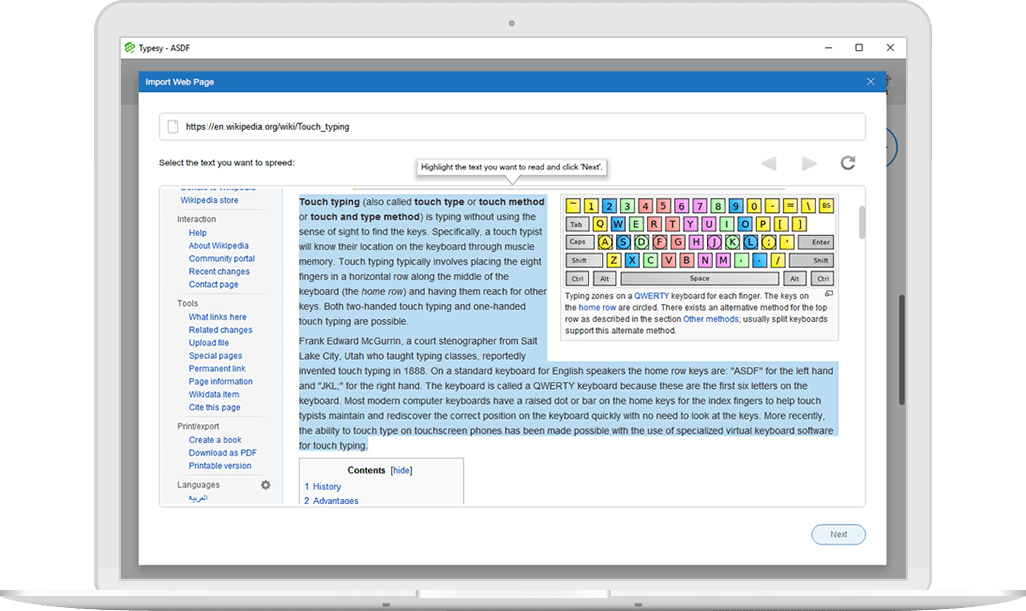 Typesy - ASDF
Import Web Page
https://en.wikipedia.org/wiki/Touch_typing
Select the text you want to spreed:
Highlight the text you want to read and click 'Next'.
Donate to Wikipedia
Wikipedia store
Interaction
Help
About Wikipedia
Community portal
Recent changes
Contact page
Tools
What links here
Related changes
Upload file
Special pages
Permanent link
Page information
Wikidata item
Cite this page
Print/export
Create a book
Download as PDF
Printable version
Languages
العربية
Touch typing (also called touch type or touch method
or touch and type method) is typing without using the
sense of sight to find the keys. Specifically, a touch typist
will know their location on the keyboard through muscle
memory. Touch typing typically involves placing the eight
fingers in a horizontal row along the middle of the
keyboard (the home row) and having them reach for other
keys. Both two-handed touch typing and one-handed
touch typing are possible.
Frank Edward McGurrin, a court stenographer from Salt
Lake City, Utah who taught typing classes, reportedly
invented touch typing in 1888. On a standard keyboard for English speakers the home row keys are: "ASDF" for the left hand
and "JKL;" for the right hand. The keyboard is called a QWERTY keyboard because these are the first six letters on the
keyboard. Most modern computer keyboards have a raised dot or bar on the home keys for the index fingers to help touch
typists maintain and rediscover the correct position on the keyboard quickly with no need to look at the keys. More recently,
the ability to touch type on touchscreen phones has been made possible with the use of specialized virtual keyboard software
for touch typing.
~ 1 2 3 4 5 6 7 8 9 0 - = \ BS
Tab Q W E R T Y U I O P [ ]
Caps A S D F G H J K L ; ' Enter
Shift Z X C V B N M , . / Shift
Ctrl Alt Space Alt Ctrl
Typing zones on a QWERTY keyboard for each finger. The keys on
the home row are circled. There exists an alternative method for the top
row as described in the section Other methods; usually split keyboards
support this alternate method.
Contents [hide]
1 History
2 Advantages
Next